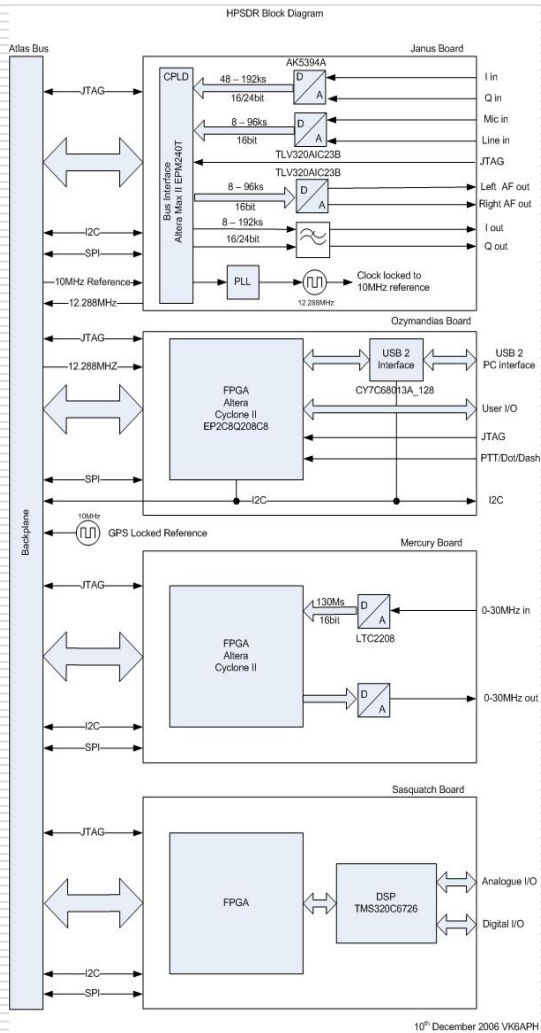 HPSDR Block Diagram
Atlas Bus
Janus Board
AK5394A
CPLD
48 – 192ks
16/24bit
D
A
I in
Q in
JTAG
8 – 96ks
16bit
D
A
Mic in
Line in
TLV320AIC23B
JTAG
Bus Interface
Altera Max II EPM240T
TLV320AIC23B
8 – 96ks
16bit
D
A
Left AF out
Right AF out
8 – 192ks
16/24bit
I out
Q out
I2C
SPI
10MHz Reference
12.288MHz
PLL
12.288MHz
Clock locked to
10MHz reference
Ozymandias Board
JTAG
12.288MHZ
FPGA
Altera
Cyclone II
EP2C8Q208C8
USB 2
Interface
CY7C68013A_128
USB 2
PC interface
User I/O
JTAG
PTT/Dot/Dash
SPI
I2C
I2C
10MHz
GPS Locked Reference
Backplane
Mercury Board
JTAG
FPGA
Altera
Cyclone II
130Ms
16bit
D
A
LTC2208
0-30MHz in
D
A
0-30MHz out
I2C
SPI
Sasquatch Board
JTAG
FPGA
DSP
TMS320C6726
Analogue I/O
Digital I/O
I2C
SPI
10th December 2006 VK6APH